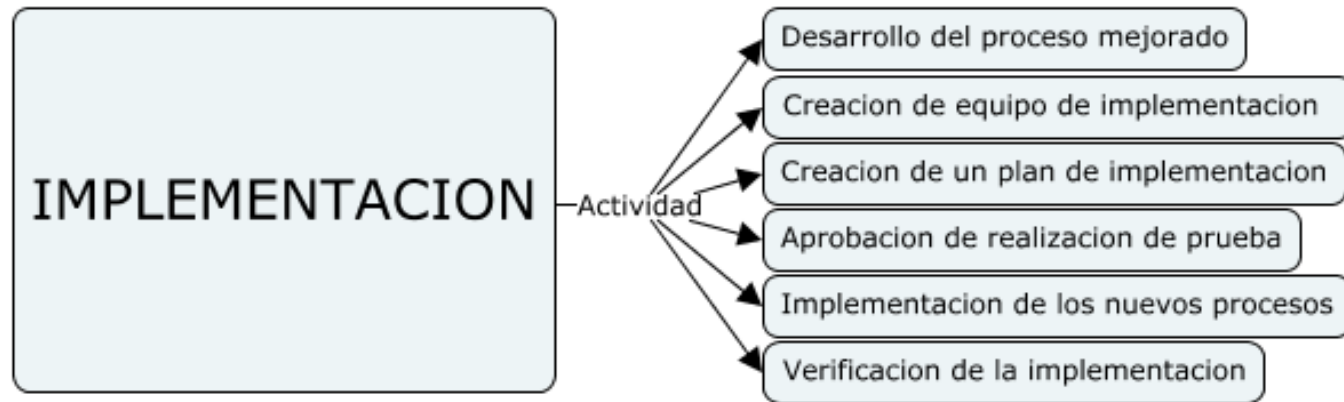 IMPLEMENTACION
Actividad
Desarrollo del proceso mejorado
Creacion de equipo de implementacion
Creacion de un plan de implementacion
Aprobacion de realizacion de prueba
Implementacion de los nuevos procesos
Verificacion de la implementacion